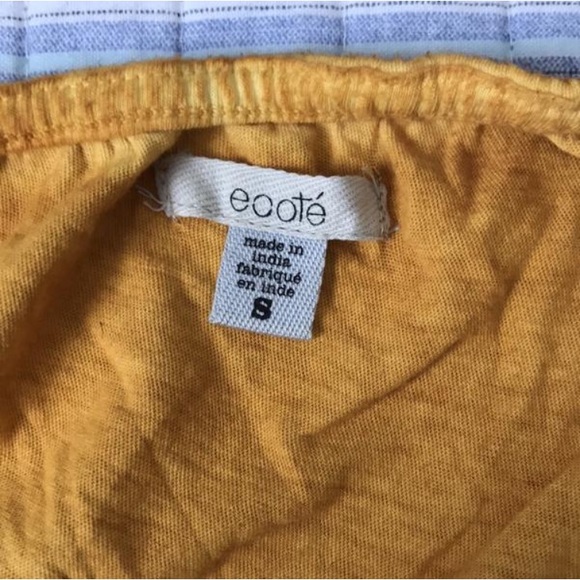 ecoté
made in
india
fabriqué
en inde
S